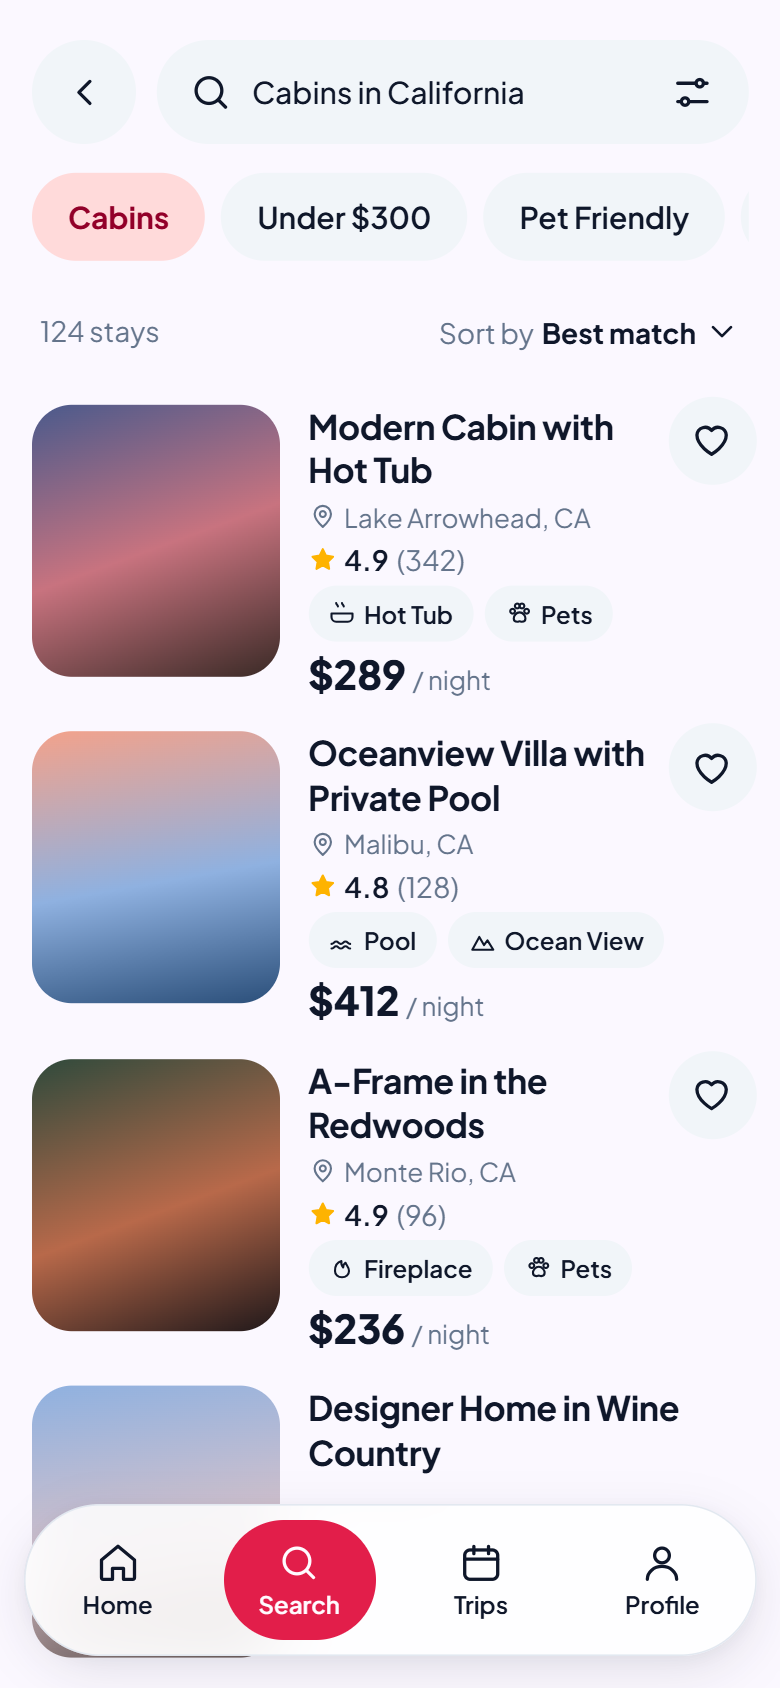 Cabins in California
Cabins
Under $300
Pet Friendly
124 stays
Sort by Best match
Modern Cabin with
Hot Tub
Lake Arrowhead, CA
4.9 (342)
Hot Tub
Pets
$289 / night
Oceanview Villa with
Private Pool
Malibu, CA
4.8 (128)
Pool
Ocean View
$412 / night
A-Frame in the
Redwoods
Monte Rio, CA
4.9 (96)
Fireplace
Pets
$236 / night
Designer Home in Wine
Country
Home
Search
Trips
Profile